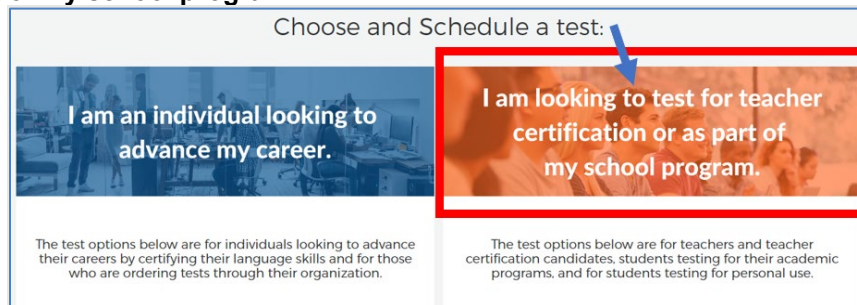 Choose and Schedule a test:
I am an individual looking to
advance my career.
I am looking to test for teacher
certification or as part of
my school program.
The test options below are for individuals looking to advance
their careers by certifying their language skills and for those
who are ordering tests through their organization.
The test options below are for teachers and teacher
certification candidates, students testing for their academic
programs, and for students testing for personal use.